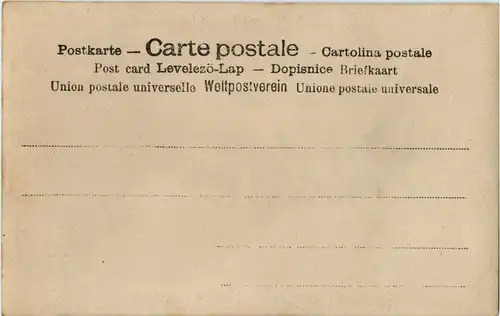 Postkarte — Carte postale - Cartolina postale
Post card Levelezö-Lap — Dopisnice Briefkaart
Union postale universelle Weltpostverein Unione postale universale